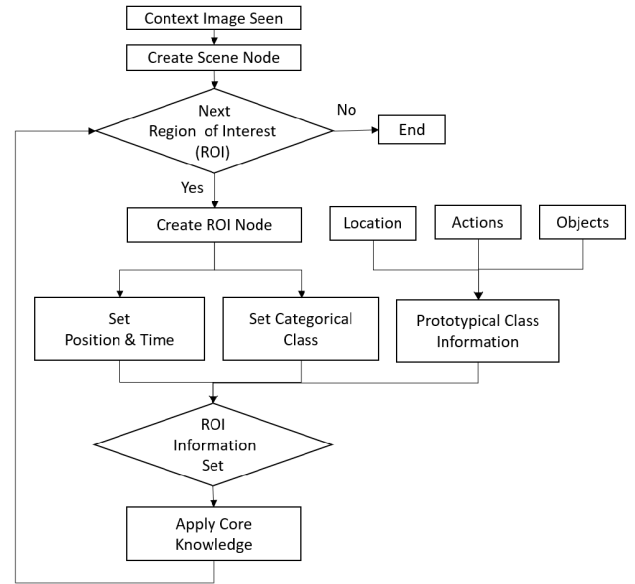 Context Image Seen
Create Scene Node
Next
Region of Interest
(ROI)
No
End
Yes
Create ROI Node
Location
Actions
Objects
Set
Position & Time
Set Categorical
Class
Prototypical Class
Information
ROI
Information
Set
Apply Core
Knowledge